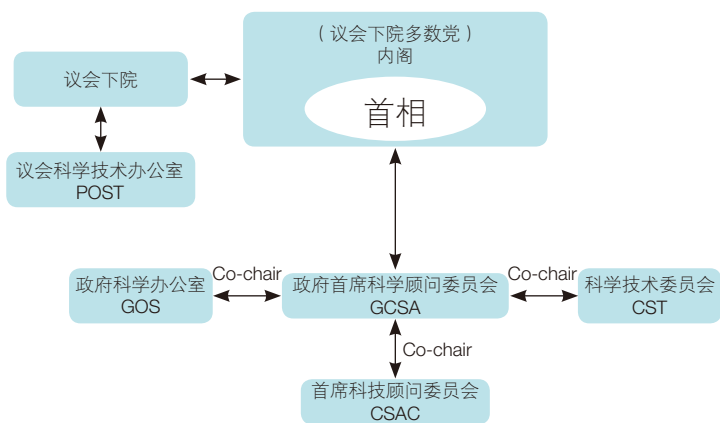 （议会下院多数党）
内阁
首相
议会下院
议会科学技术办公室
POST
Co-chair
Co-chair
政府科学办公室
GOS
政府首席科学顾问委员会
GCSA
科学技术委员会
CST
Co-chair
首席科技顾问委员会
CSAC